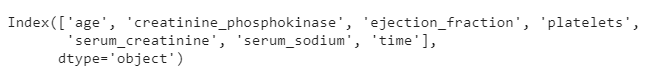 Index(['age', 'creatinine_phosphokinase', 'ejection_fraction', 'platelets',
'serum_creatinine', 'serum_sodium', 'time'],
dtype='object')